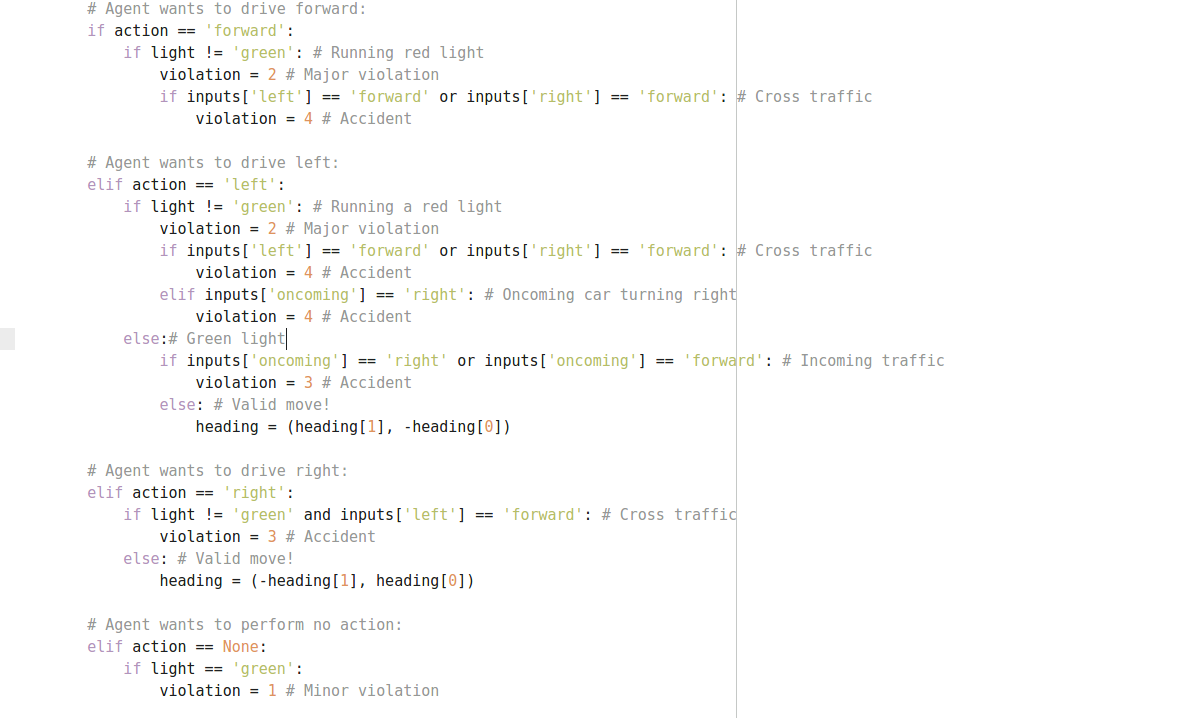 # Agent wants to drive forward:
if action == 'forward':
if light != 'green': # Running red light
violation = 2 # Major violation
if inputs['left'] == 'forward' or inputs['right'] == 'forward': # Cross traffic
violation = 4 # Accident
# Agent wants to drive left:
elif action == 'left':
if light != 'green': # Running a red light
violation = 2 # Major violation
if inputs['left'] == 'forward' or inputs['right'] == 'forward': # Cross traffic
violation = 4 # Accident
elif inputs['oncoming'] == 'right': # Oncoming car turning right
violation = 4 # Accident
else:# Green light
if inputs['oncoming'] == 'right' or inputs['oncoming'] == 'forward': # Incoming traffic
violation = 3 # Accident
else: # Valid move!
heading = (heading[1], -heading[0])
# Agent wants to drive right:
elif action == 'right':
if light != 'green' and inputs['left'] == 'forward': # Cross traffic
violation = 3 # Accident
else: # Valid move!
heading = (-heading[1], heading[0])
# Agent wants to perform no action:
elif action == None:
if light == 'green':
violation = 1 # Minor violation